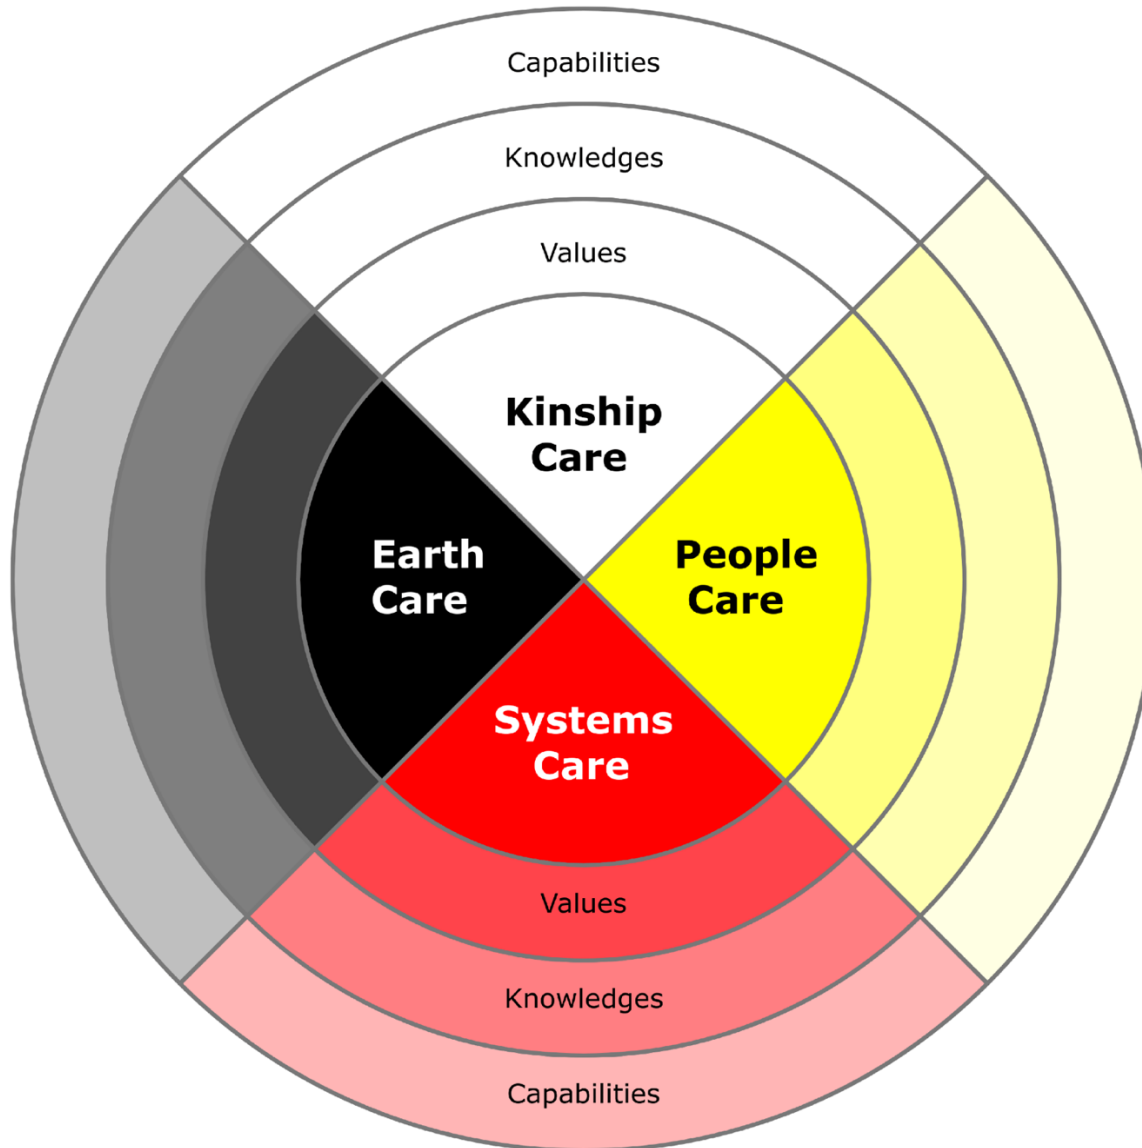 Capabilities
Knowledges
Values
Kinship
Care
Earth
Care
People
Care
Systems
Care
Values
Knowledges
Capabilities